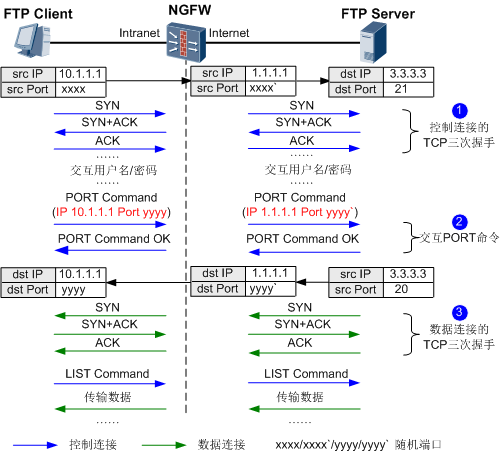 FTP Client NGFW FTP Server
Intranet Internet
src IP 10.1.1.1 src IP 1.1.1.1 dst IP 3.3.3.3
src Port xxxx src Port xxxx` dst Port 21
SYN SYN 1
SYN+ACK SYN+ACK 控制连接的
ACK ACK TCP三次握手
…… ……
交互用户名/密码 交互用户名/密码
…… ……
PORT Command PORT Command
(IP 10.1.1.1 Port yyyy) (IP 1.1.1.1 Port yyyy`) 2
PORT Command OK PORT Command OK 交互PORT命令
dst IP 10.1.1.1 dst IP 1.1.1.1 src IP 3.3.3.3
dst Port yyyy dst Port yyyy` src Port 20
SYN SYN 3
SYN+ACK SYN+ACK 数据连接的
ACK ACK TCP三次握手
LIST Command LIST Command
传输数据 传输数据
…… ……
控制连接 数据连接 xxxx/xxxx`/yyyy/yyyy` 随机端口